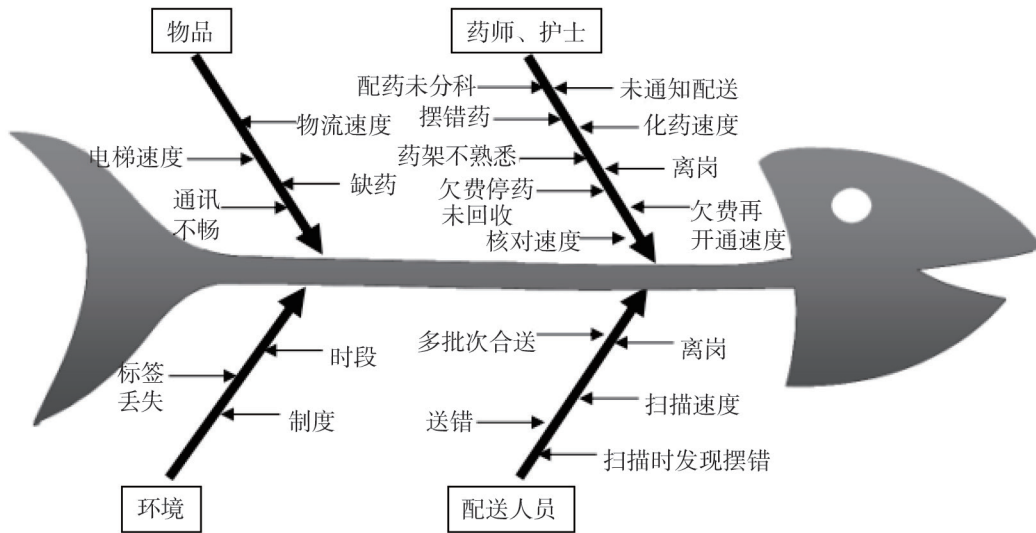 物品
药师、护士
配药未分科
未通知配送
物流速度
摆错药
化药速度
电梯速度
药架不熟悉
离岗
缺药
通讯
不畅
欠费停药
未回收
欠费再
开通速度
核对速度
多批次合送
离岗
时段
标签
丢失
扫描速度
制度
送错
扫描时发现摆错
环境
配送人员